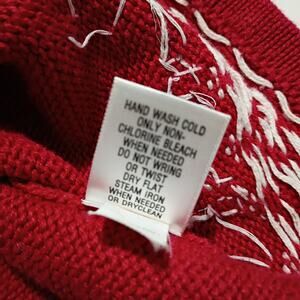 HAND WASH COLD
ONLY NON-
CHLORINE BLEACH
WHEN NEEDED
DO NOT WRING
OR TWIST
DRY FLAT
STEAM IRON
WHEN NEEDED
OR DRYCLEAN